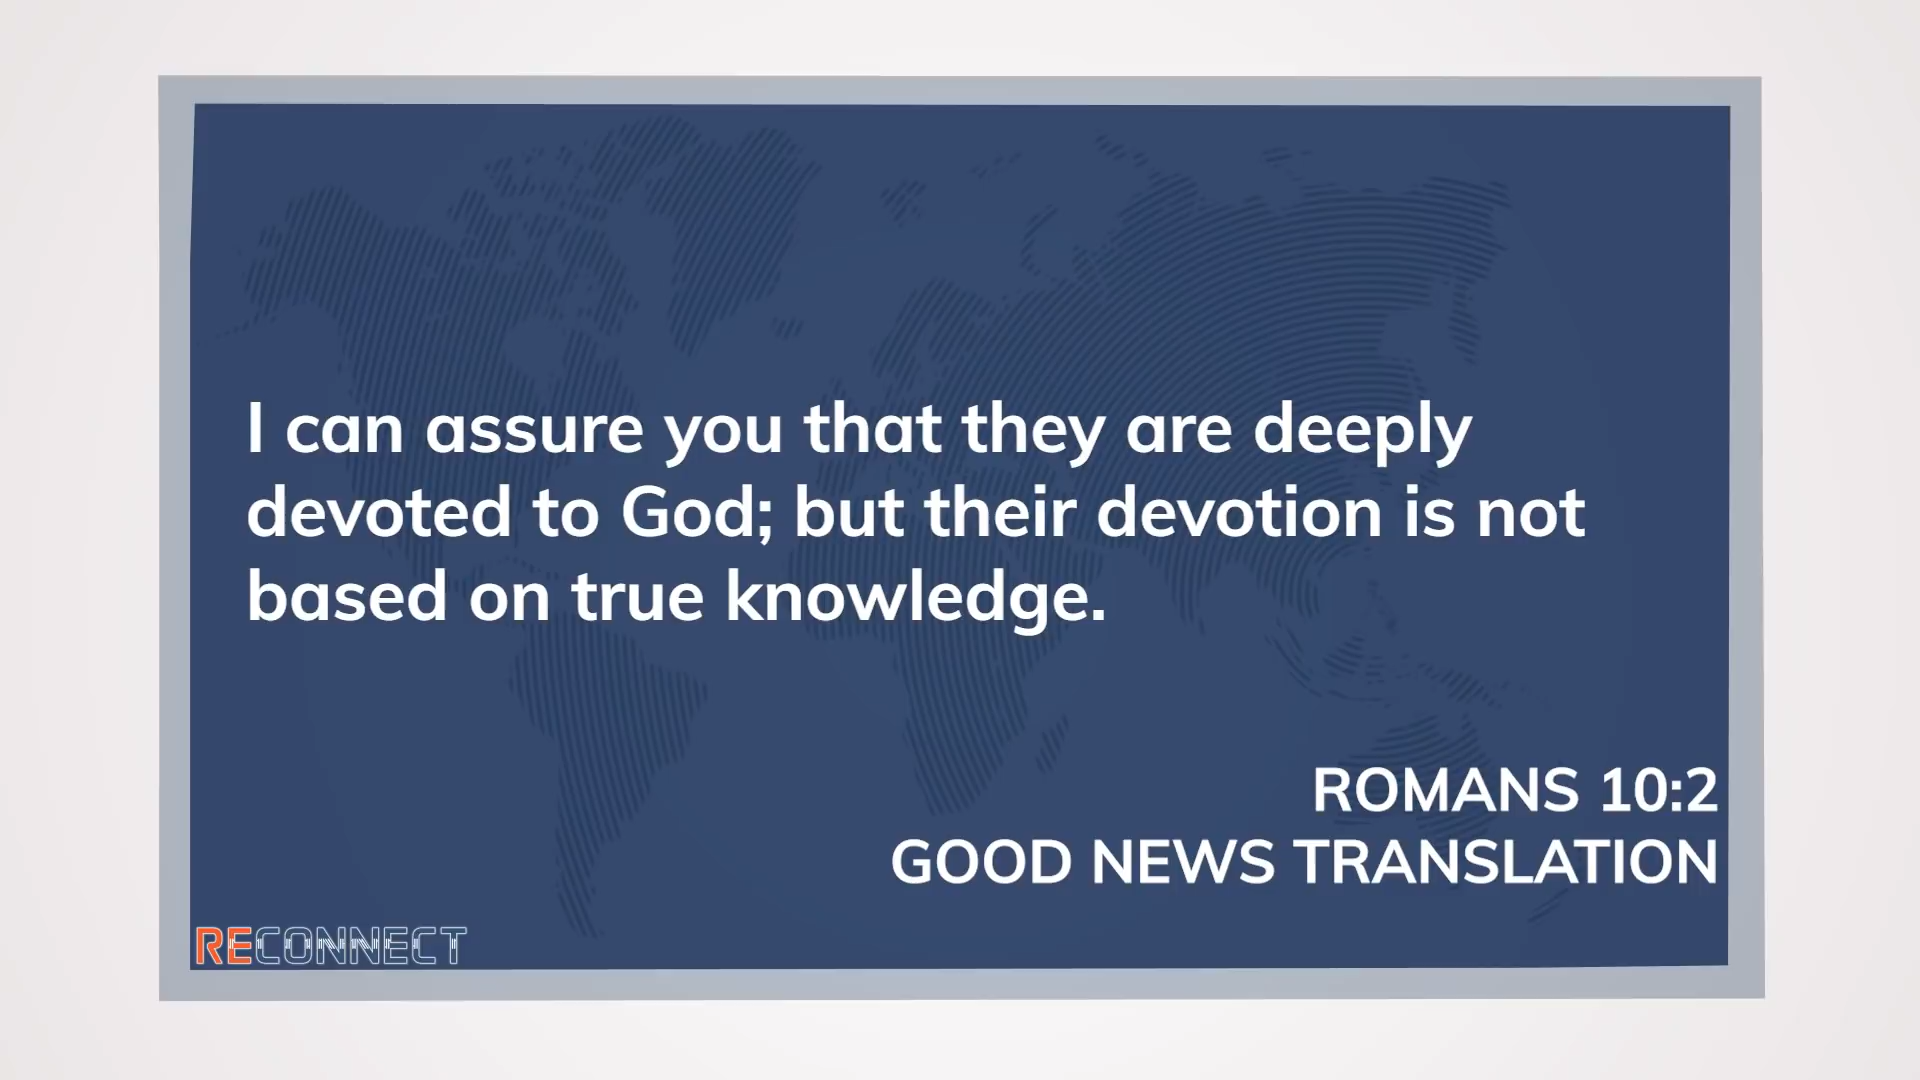 I can assure you that they are deeply
devoted to God; but their devotion is not
based on true knowledge.
ROMANS 10:2
GOOD NEWS TRANSLATION
RECONNECT